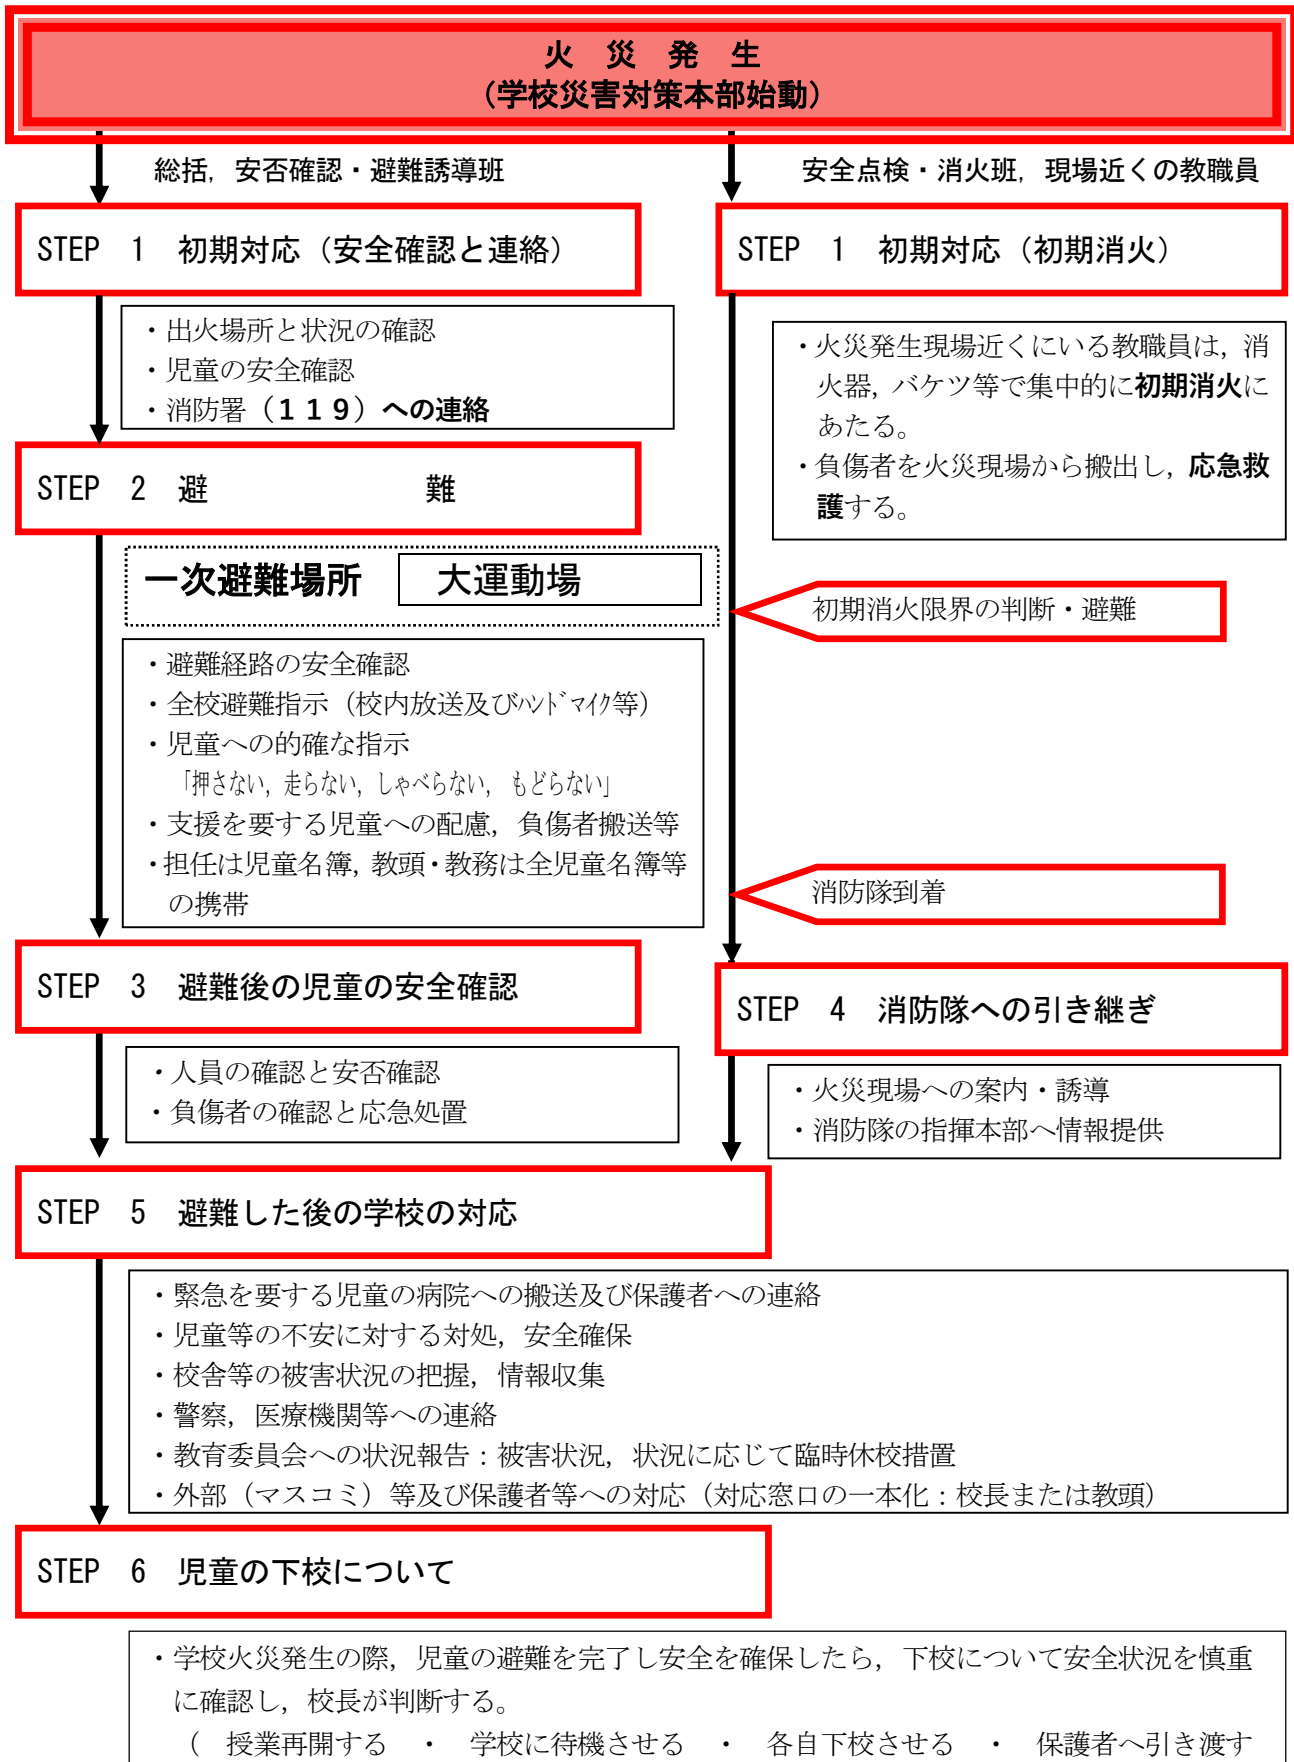 火 災 発 生
（学校災害対策本部始動）
総括，安否確認・避難誘導班
安全点検・消火班，現場近くの教職員
STEP 1 初期対応（安全確認と連絡）
・出火場所と状況の確認
・児童の安全確認
・消防署（１１９）への連絡
STEP 1 初期対応（初期消火）
・火災発生現場近くにいる教職員は，消
火器，バケツ等で集中的に初期消火に
あたる。
・負傷者を火災現場から搬出し，応急救
護する。
STEP 2 避 難
一次避難場所 大運動場
初期消火限界の判断・避難
・避難経路の安全確認
・全校避難指示（校内放送及びﾊﾝﾄﾞﾏｲｸ等）
・児童への的確な指示
「押さない，走らない，しゃべらない，もどらない」
・支援を要する児童への配慮，負傷者搬送等
・担任は児童名簿，教頭・教務は全児童名簿等
の携帯
消防隊到着
STEP 3 避難後の児童の安全確認
・人員の確認と安否確認
・負傷者の確認と応急処置
STEP 4 消防隊への引き継ぎ
・火災現場への案内・誘導
・消防隊の指揮本部へ情報提供
STEP 5 避難した後の学校の対応
・緊急を要する児童の病院への搬送及び保護者への連絡
・児童等の不安に対する対処，安全確保
・校舎等の被害状況の把握，情報収集
・警察，医療機関等への連絡
・教育委員会への状況報告：被害状況，状況に応じて臨時休校措置
・外部（マスコミ）等及び保護者等への対応（対応窓口の一本化：校長または教頭）
STEP 6 児童の下校について
・学校火災発生の際，児童の避難を完了し安全を確保したら，下校について安全状況を慎重
に確認し，校長が判断する。
（ 授業再開する ・ 学校に待機させる ・ 各自下校させる ・ 保護者へ引き渡す